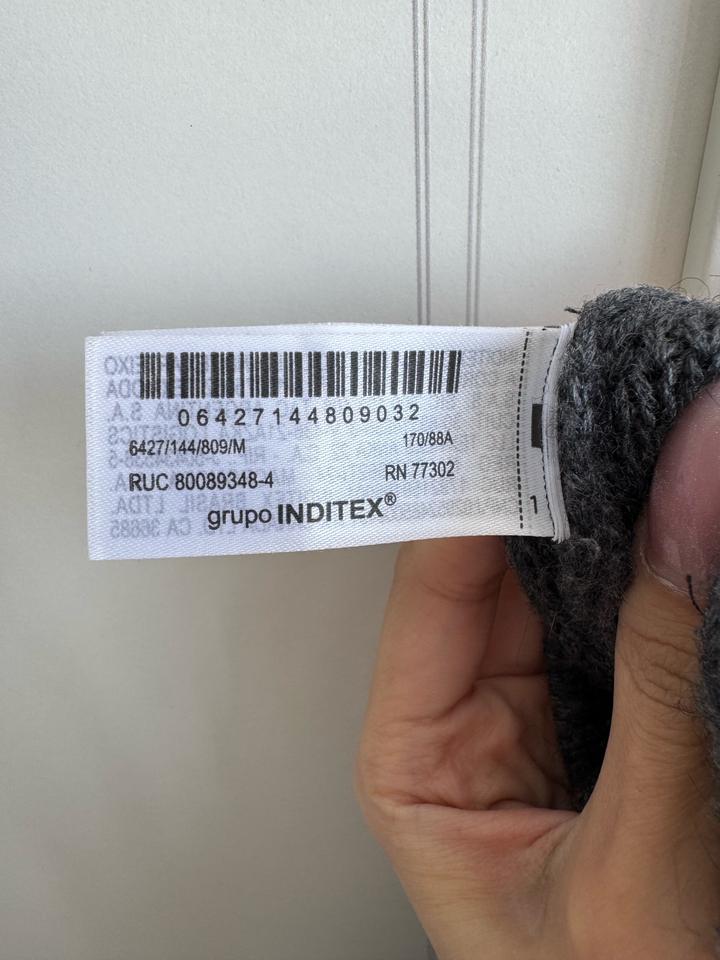 06427144809032
6427/144/809/M 170/88A
RUC 80089348-4 RN 77302
grupo INDITEX®
1